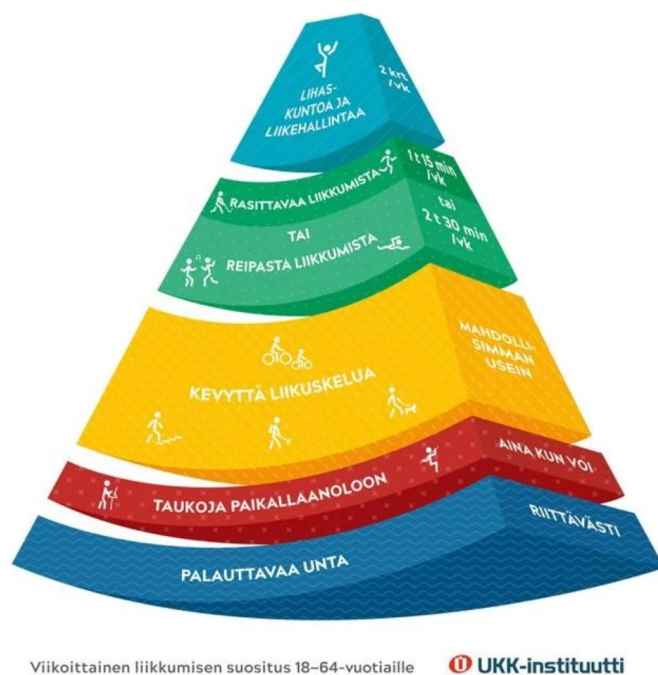 LIHAS-
KUNTOA JA
LIIKEHALLINTAA
2 krt
/vk
RASITTAVAA LIIKKUMISTA
1 t 15 min
/vk
TAI
REIPASTA LIIKKUMISTA
tai
2 t 30 min
/vk
KEVYTTÄ LIIKUSKELUA
MAHDOLLI-
SIMMAN
USEIN
TAUKOJA PAIKALLAANOLOON
AINA KUN VOI
PALAUTTAVAA UNTA
RIITTÄVÄSTI
Viikoittainen liikkumisen suositus 18–64-vuotiaille
UKK-instituutti